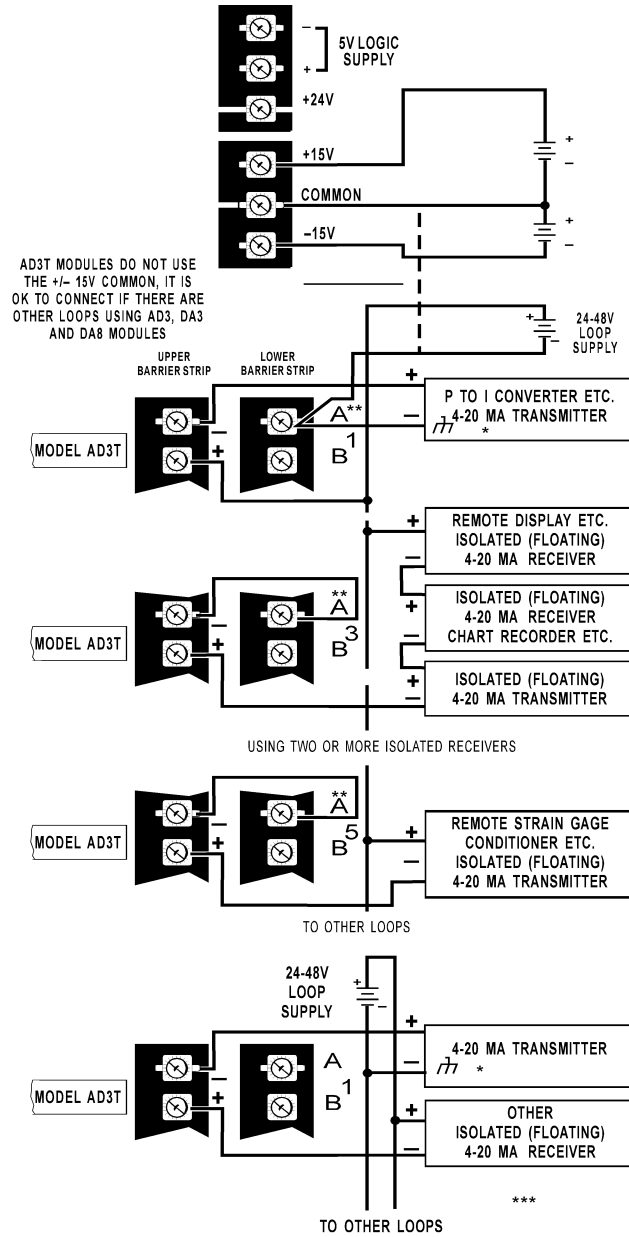 −
5V LOGIC
SUPPLY
+
+24V
+15V
+
−
COMMON
+
−
−15V
AD3T MODULES DO NOT USE
THE +/− 15V COMMON, IT IS
OK TO CONNECT IF THERE ARE
OTHER LOOPS USING AD3, DA3
AND DA8 MODULES
+
−
24-48V
LOOP
SUPPLY
UPPER
BARRIER STRIP
LOWER
BARRIER STRIP
MODEL AD3T
−
+
A**
1
B
+
−
P TO I CONVERTER ETC.
4-20 MA TRANSMITTER
*
MODEL AD3T
−
+
**
A
3
B
+
REMOTE DISPLAY ETC.
ISOLATED (FLOATING)
4-20 MA RECEIVER
−
+
ISOLATED (FLOATING)
4-20 MA RECEIVER
CHART RECORDER ETC.
−
+
ISOLATED (FLOATING)
4-20 MA TRANSMITTER
−
USING TWO OR MORE ISOLATED RECEIVERS
MODEL AD3T
−
+
**
A
5
B
+
−
REMOTE STRAIN GAGE
CONDITIONER ETC.
ISOLATED (FLOATING)
4-20 MA TRANSMITTER
TO OTHER LOOPS
24-48V
LOOP
SUPPLY
+
−
MODEL AD3T
−
+
A
1
B
+
−
4-20 MA TRANSMITTER
*
+
−
OTHER
ISOLATED (FLOATING)
4-20 MA RECEIVER
***
TO OTHER LOOPS